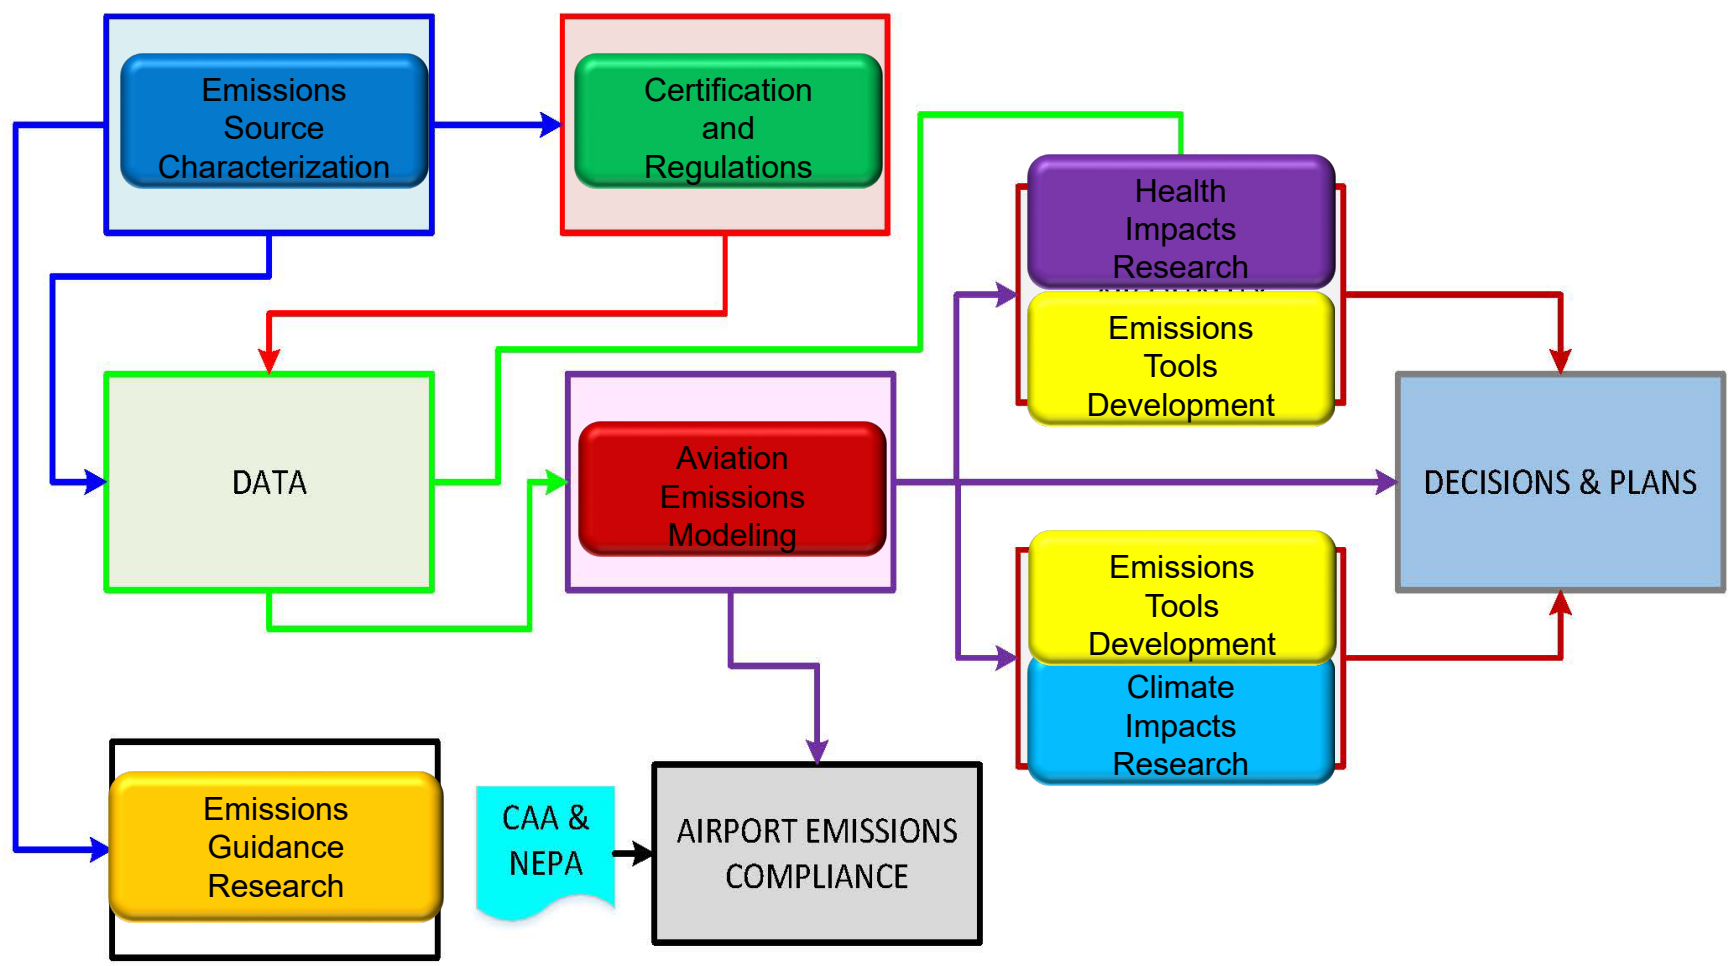 Emissions
Source
Characterization
Certification
and
Regulations
Health
Impacts
Research
Emissions
Tools
Development
DATA
Aviation
Emissions
Modeling
DECISIONS & PLANS
Emissions
Tools
Development
Climate
Impacts
Research
Emissions
Guidance
Research
CAA &
NEPA
AIRPORT EMISSIONS
COMPLIANCE